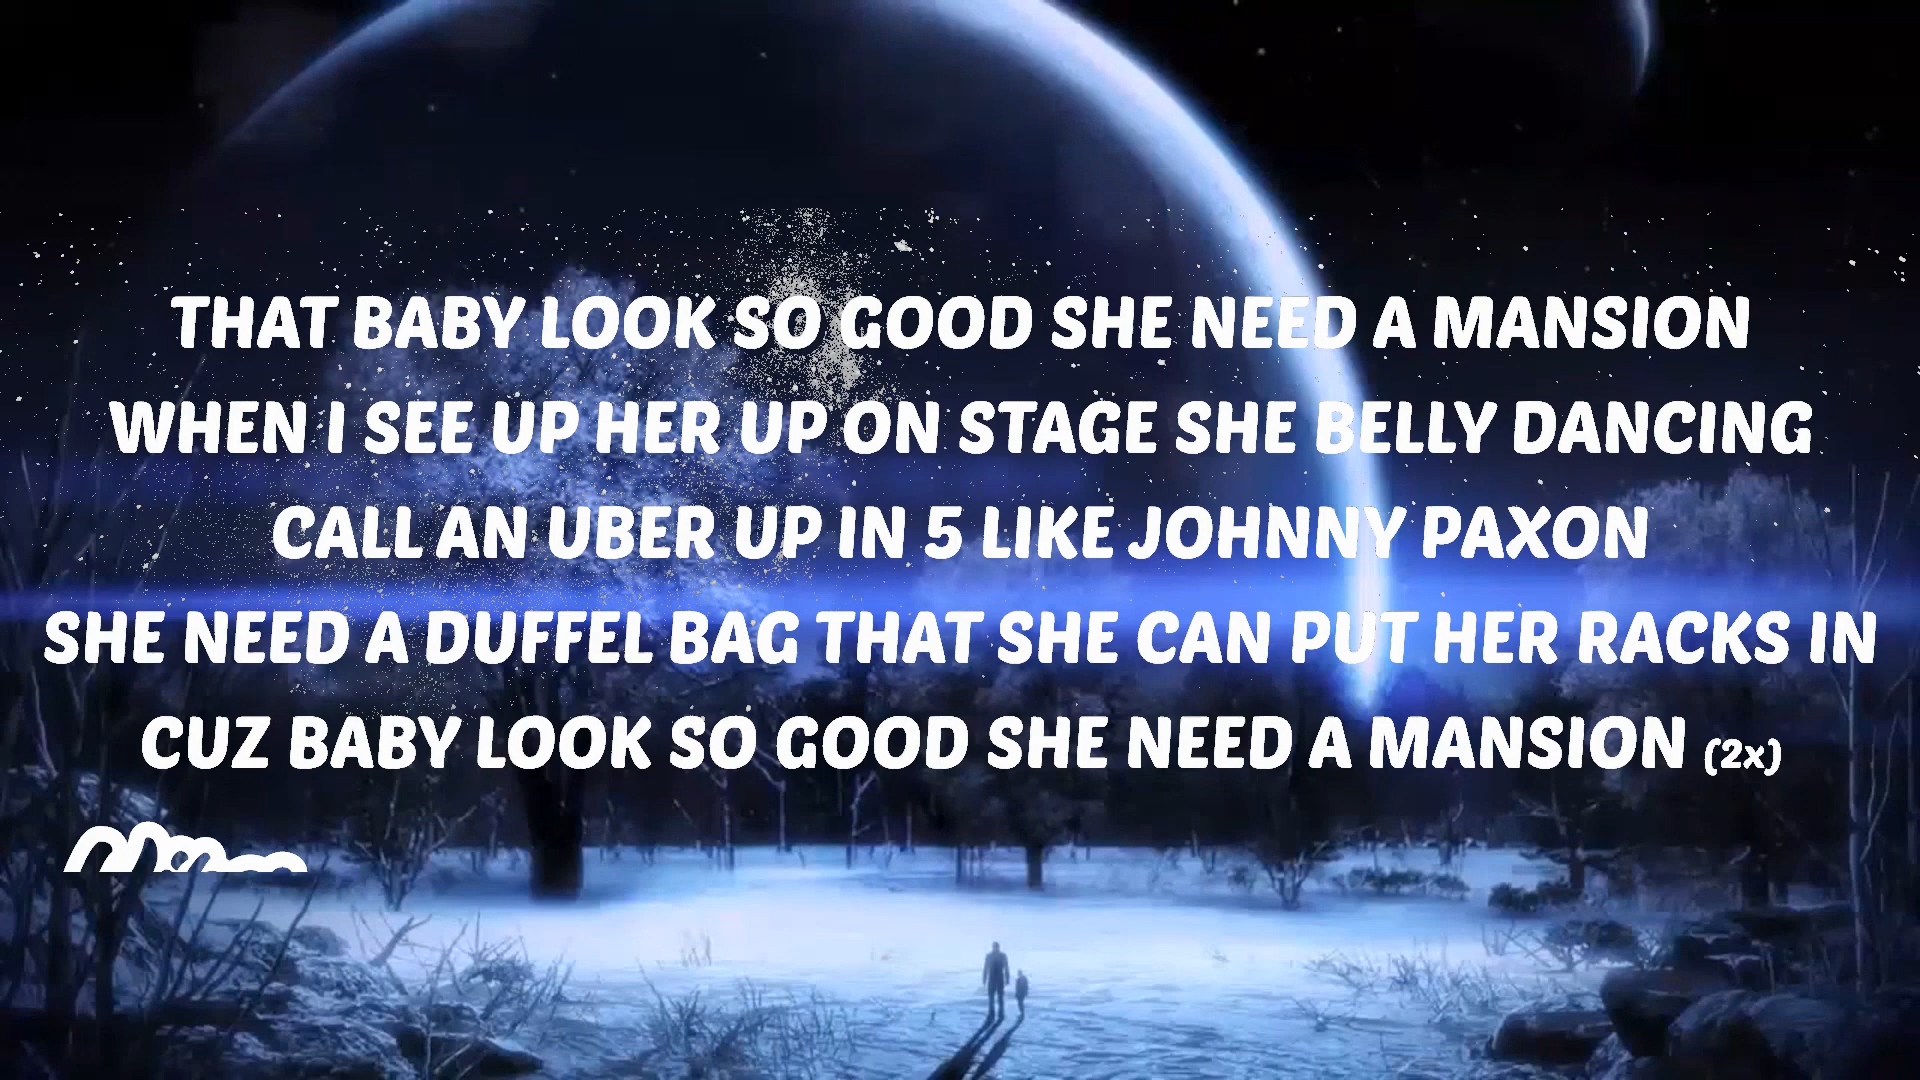 THAT BABY LOOK SO GOOD SHE NEED A MANSION
WHEN I SEE UP HER UP ON STAGE SHE BELLY DANCING
CALL AN UBER UP IN 5 LIKE JOHNNY PAXON
SHE NEED A DUFFEL BAG THAT SHE CAN PUT HER RACKS IN
CUZ BABY LOOK SO GOOD SHE NEED A MANSION (2x)